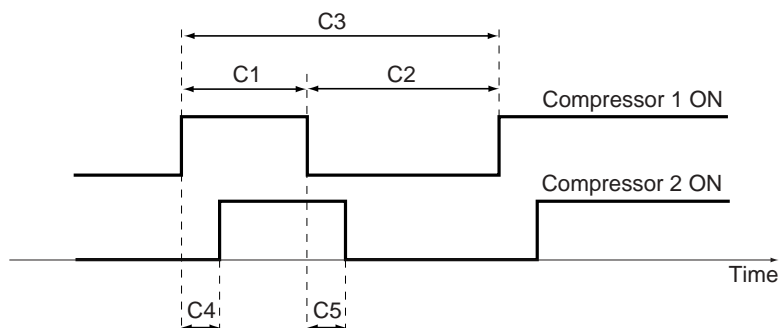 C3
C1
C2
Compressor 1 ON
Compressor 2 ON
Time
C4
C5